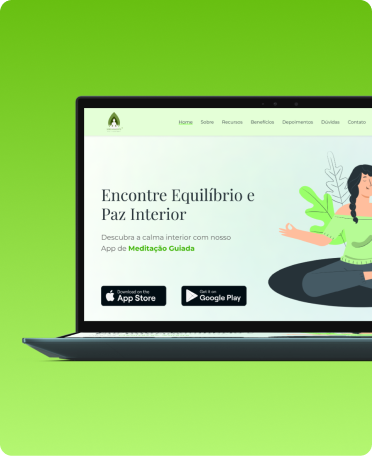 Home Sobre Recursos Benefícios Depoimentos Dúvidas Contato
Encontre Equilíbrio e
Paz Interior
Descubra a calma interior com nosso
App de Meditação Guiada
Download on the
App Store
Get it on
Google Play